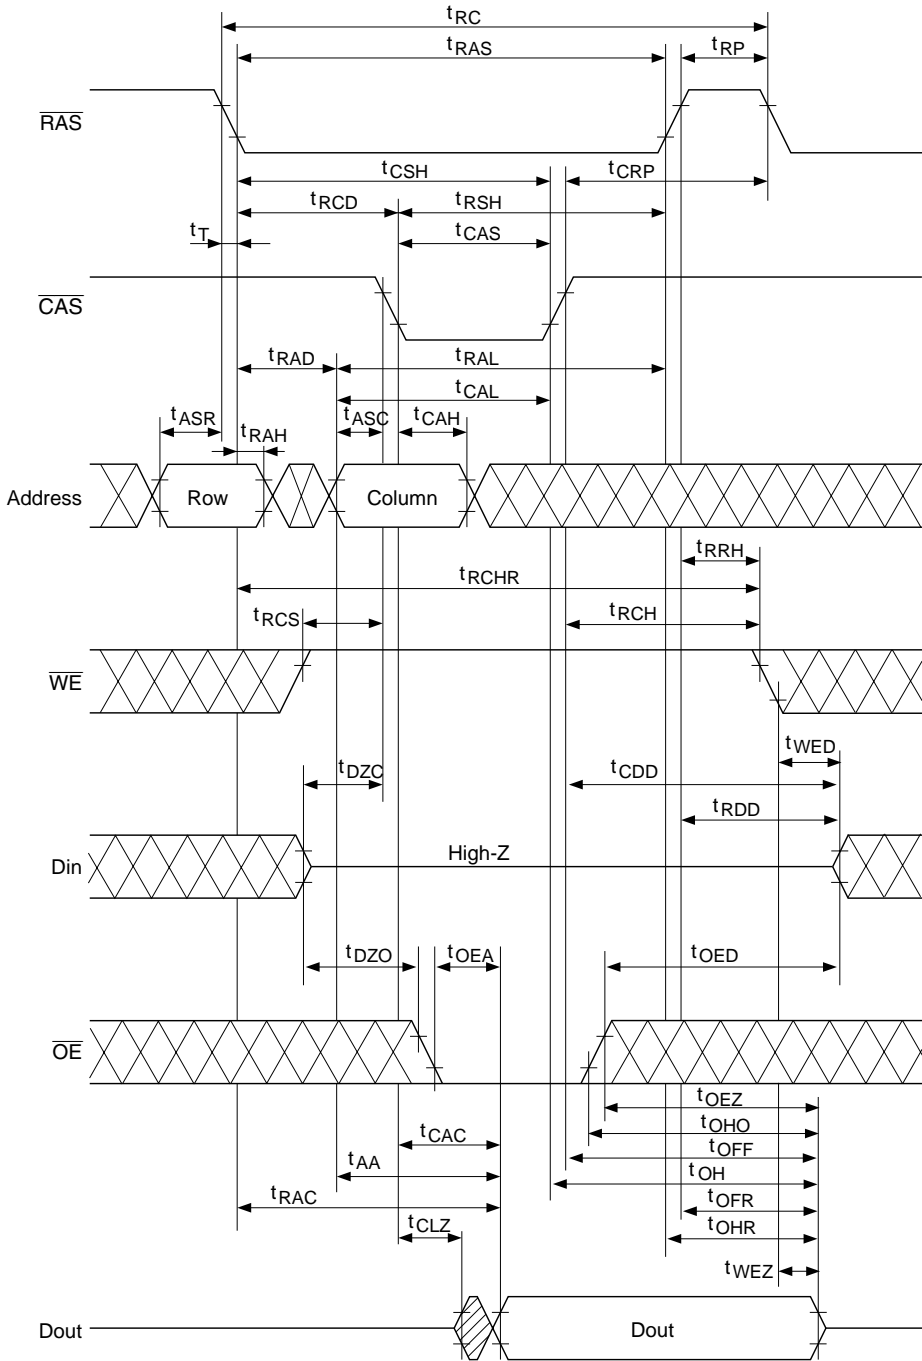 tRC
tRAS tRP
RAS
tCSH tCRP
tRCD tRSH
tT tCAS
CAS
tRAD tRAL
tCAL
tASR tASC tCAH
tRAH
Address Row Column
tRRH
tRCHR
tRCS tRCH
WE
tWED
tDZC tCDD
tRDD
High-Z
Din
tDZO tOEA tOED
OE
tOEZ
tOHO
tCAC tOFF
tAA tOH
tRAC tOFR
tCLZ tOHR
tWEZ
Dout Dout